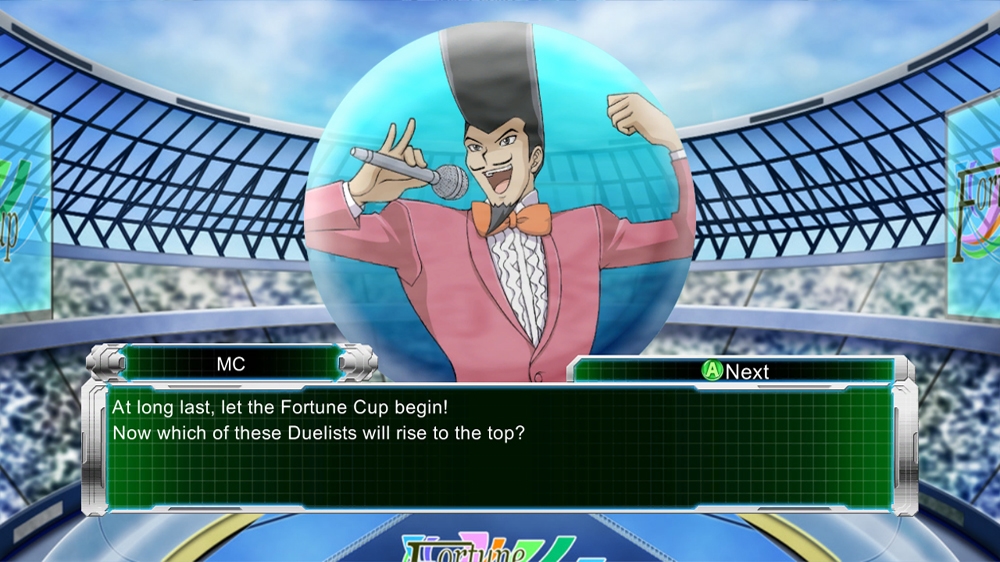 MC
A Next
At long last, let the Fortune Cup begin!
Now which of these Duelists will rise to the top?
Fortune